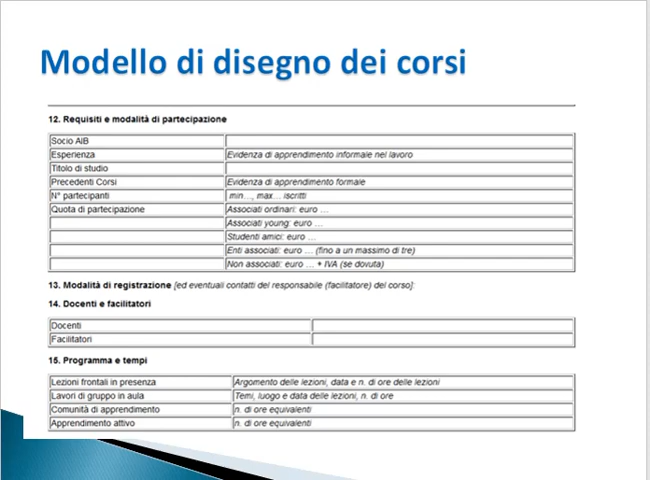 Modello di disegno dei corsi
12. Requisiti e modalità di partecipazione
Socio AIB
Esperienza Evidenza di apprendimento informale nel lavoro
Titolo di studio
Precedenti Corsi Evidenza di apprendimento formale
N° partecipanti min…, max… iscritti
Quota di partecipazione Associati ordinari: euro …
Associati young: euro …
Studenti amici: euro …
Enti associati: euro … (fino a un massimo di tre)
Non associati: euro … + IVA (se dovuta)
13. Modalità di registrazione [ed eventuali contatti del responsabile (facilitatore) del corso]:
14. Docenti e facilitatori
Docenti
Facilitatori
15. Programma e tempi
Lezioni frontali in presenza Argomento delle lezioni, data e n. di ore delle lezioni
Lavori di gruppo in aula Temi, luogo e data delle lezioni, n. di ore
Comunità di apprendimento n. di ore equivalenti
Apprendimento attivo n. di ore equivalenti